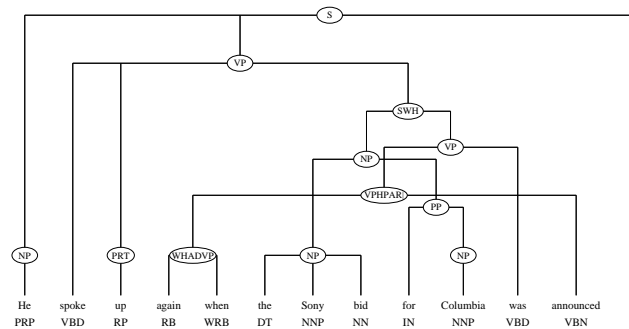 S
VP
SWH
VP
NP
VPHPAR
PP
NP PRT WHADVP NP NP
He spoke up again when the Sony bid for Columbia was announced
PRP VBD RP RB WRB DT NNP NN IN NNP VBD VBN